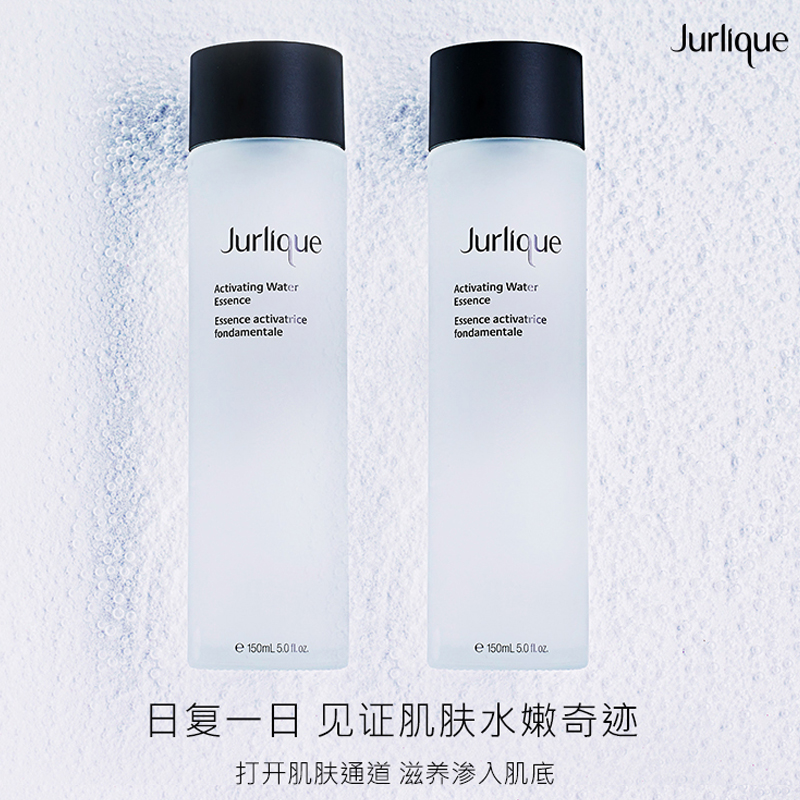 Jurlique
Jurlique
Activating Water
Essence
Essence activatrice
fondamentale
℮ 150mL 5.0 fl.oz.
Jurlique
Activating Water
Essence
Essence activatrice
fondamentale
℮ 150mL 5.0 fl.oz.
日复一日 见证肌肤水嫩奇迹
打开肌肤通道 滋养渗入肌底